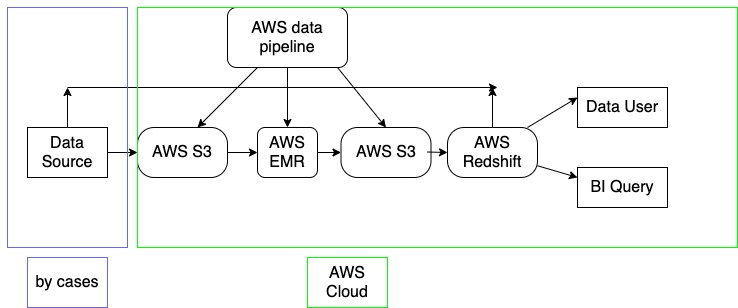 AWS data
pipeline
Data
Source
AWS S3
AWS
EMR
AWS S3
AWS
Redshift
Data User
BI Query
by cases
AWS
Cloud